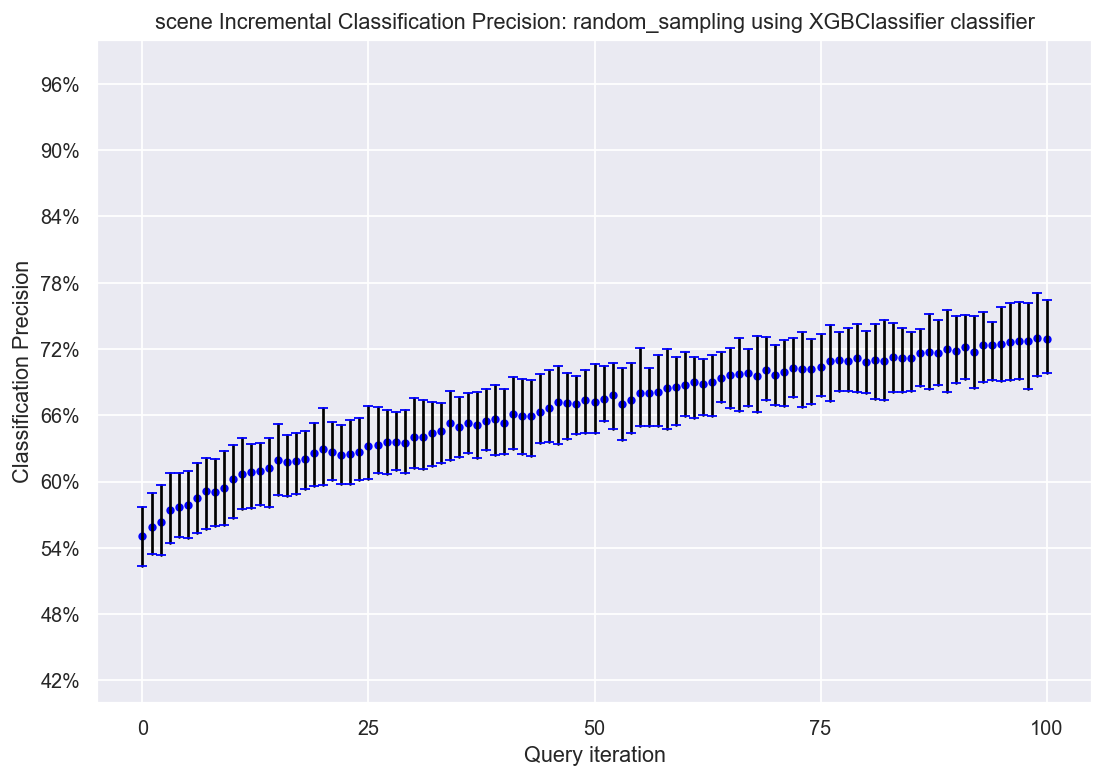 scene Incremental Classification Precision: random_sampling using XGBClassifier classifier
96%
90%
84%
78%
72%
66%
60%
54%
48%
42%
Classification Precision
0 25 50 75 100
Query iteration